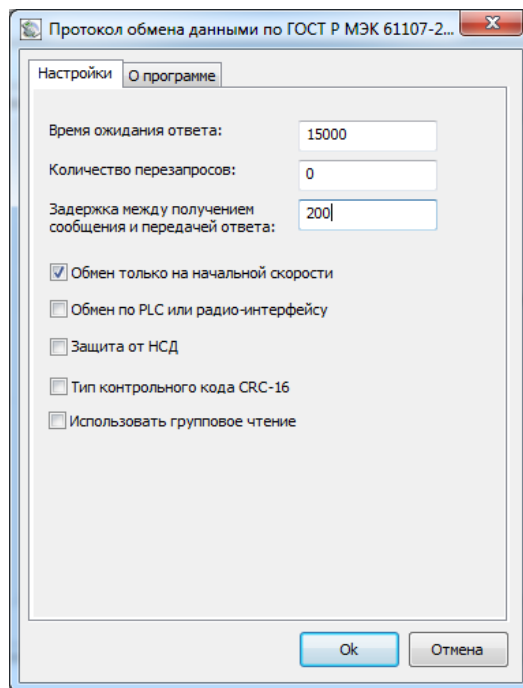 Протокол обмена данными по ГОСТ Р МЭК 61107-2...
Настройки
О программе
Время ожидания ответа:
15000
Количество перезапросов:
0
Задержка между получением
сообщения и передачей ответа:
200
Обмен только на начальной скорости
Обмен по PLC или радио-интерфейсу
Защита от НСД
Тип контрольного кода CRC-16
Использовать групповое чтение
Ok
Отмена